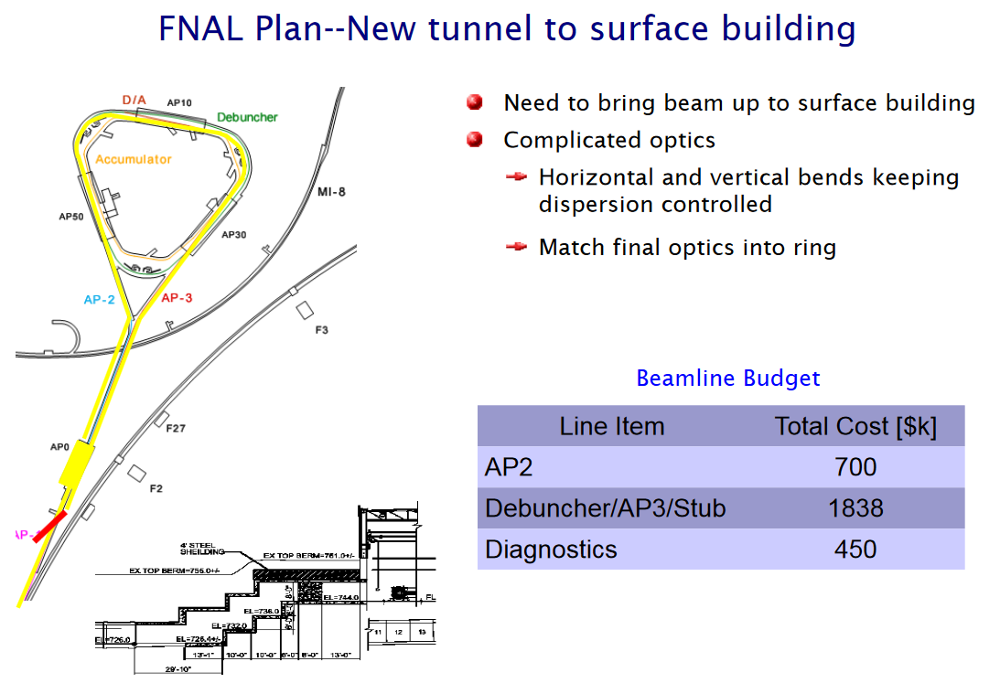 FNAL Plan--New tunnel to surface building
D/A
AP10
Debuncher
Accumulator
MI-8
AP50
AP30
AP-2
AP-3
F3
F27
AP0
F2
AP-
Need to bring beam up to surface building
Complicated optics
Horizontal and vertical bends keeping
dispersion controlled
Match final optics into ring
Beamline Budget
Line Item Total Cost [$k]
AP2 700
Debuncher/AP3/Stub 1838
Diagnostics 450
4' STEEL
SHEILDING
EX TOP BERM=761.0+/-
EX TOP BERM=756.0+/-
EL=744.0
FL
EL=736.0
EL=732.0
EL=726.4+/-
EL=726.0
11 12 13
13'-1" 10'-0" 10'-0" 6'-0" 8'-0" 13'-0"
29'-10"